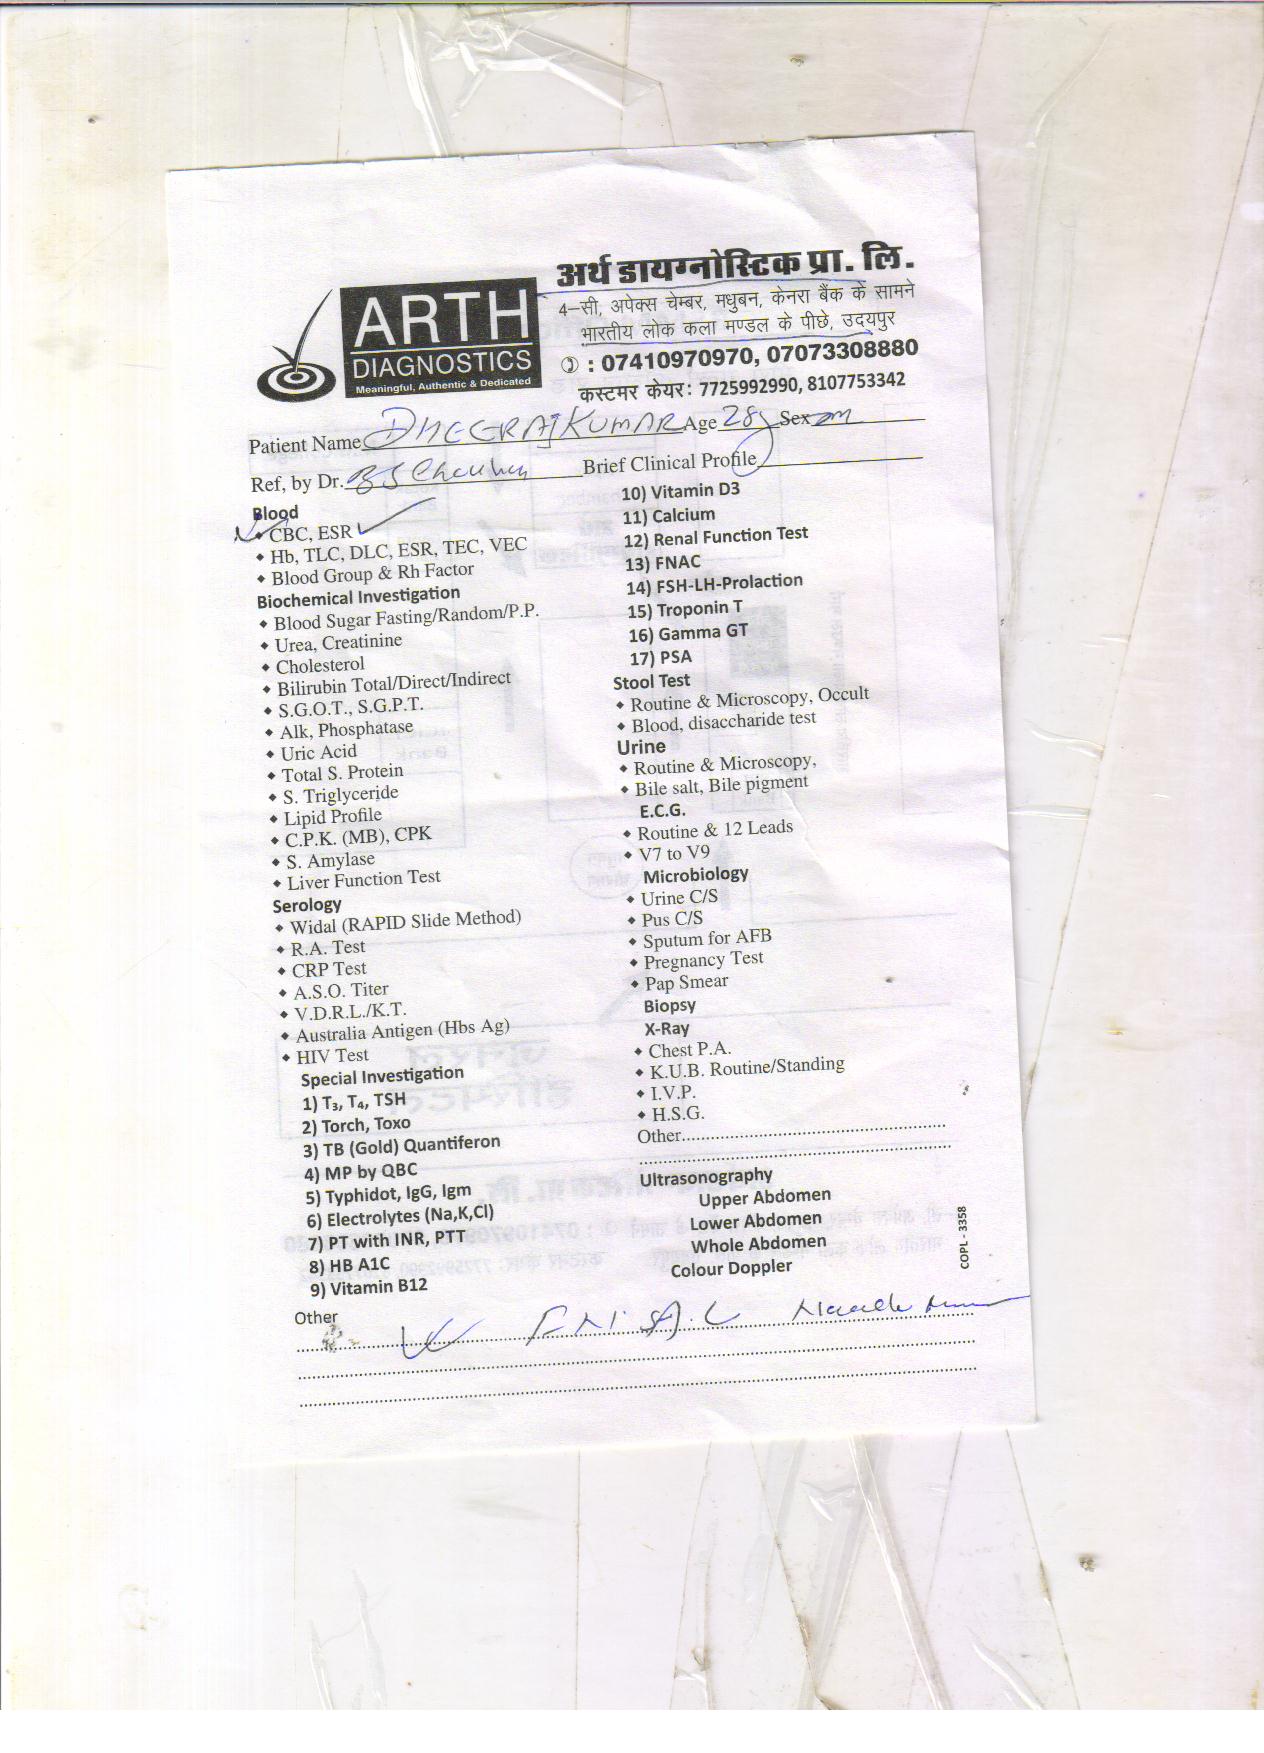 अर्थ डायग्नोस्टिक प्रा. लि.
ARTH
DIAGNOSTICS
Meaningful, Authentic & Dedicated
4-सी, अपेक्स चेम्बर, मधुबन, केनरा बैंक के सामने
भारतीय लोक कला मण्डल के पीछे, उदयपुर
: 07410970970, 07073308880
कस्टमर केयर: 7725992990, 8107753342
Patient Name DHEERAJ KUMAR Age 28 Sex m
Ref, by Dr. BS Chauhan Brief Clinical Profile
Blood
CBC, ESR
Hb, TLC, DLC, ESR, TEC, VEC
Blood Group & Rh Factor
Biochemical Investigation
Blood Sugar Fasting/Random/P.P.
Urea, Creatinine
Cholesterol
Bilirubin Total/Direct/Indirect
S.G.O.T., S.G.P.T.
Alk, Phosphatase
Uric Acid
Total S. Protein
S. Triglyceride
Lipid Profile
C.P.K. (MB), CPK
S. Amylase
Liver Function Test
Serology
Widal (RAPID Slide Method)
R.A. Test
CRP Test
A.S.O. Titer
V.D.R.L./K.T.
Australia Antigen (Hbs Ag)
HIV Test
Special Investigation
1) T₃, T₄, TSH
2) Torch, Toxo
3) TB (Gold) Quantiferon
4) MP by QBC
5) Typhidot, IgG, Igm
6) Electrolytes (Na,K,Cl)
7) PT with INR, PTT
8) HB A1C
9) Vitamin B12
10) Vitamin D3
11) Calcium
12) Renal Function Test
13) FNAC
14) FSH-LH-Prolaction
15) Troponin T
16) Gamma GT
17) PSA
Stool Test
Routine & Microscopy, Occult
Blood, disaccharide test
Urine
Routine & Microscopy,
Bile salt, Bile pigment
E.C.G.
Routine & 12 Leads
V7 to V9
Microbiology
Urine C/S
Pus C/S
Sputum for AFB
Pregnancy Test
Pap Smear
Biopsy
X-Ray
Chest P.A.
K.U.B. Routine/Standing
I.V.P.
H.S.G.
Other
Ultrasonography
Upper Abdomen
Lower Abdomen
Whole Abdomen
Colour Doppler
COPL - 3358
Other